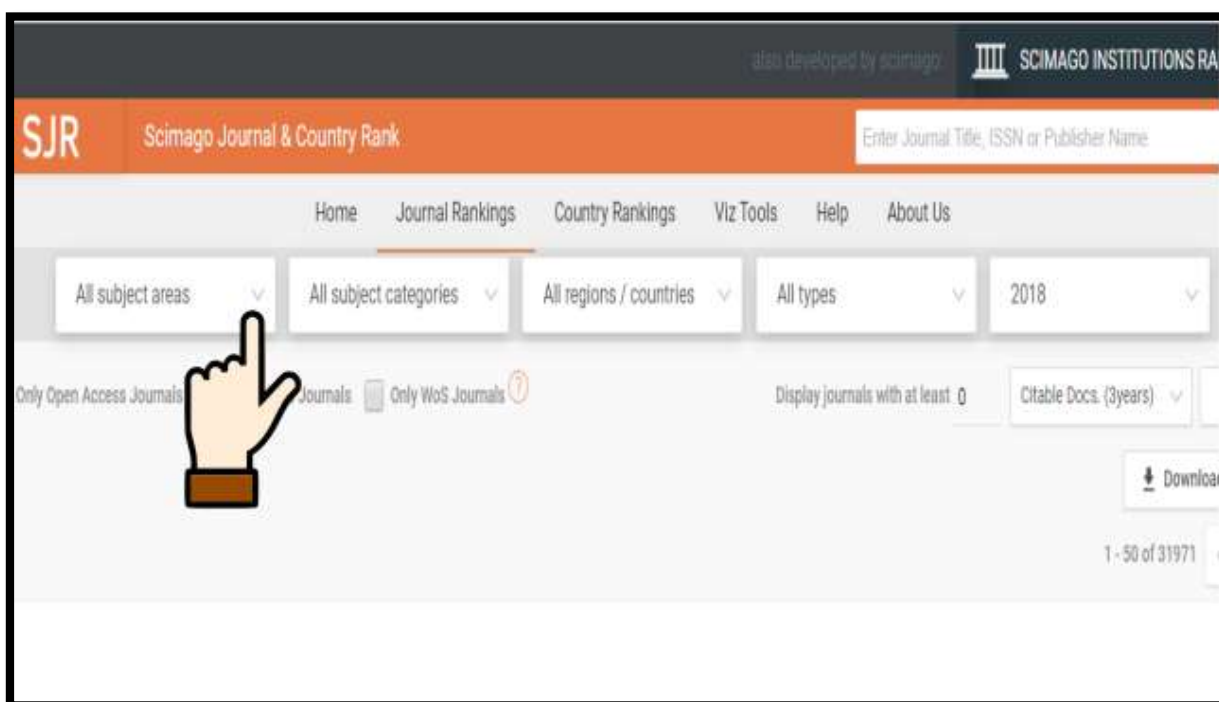 also developed by scimago SCIMAGO INSTITUTIONS RA
SJR Scimago Journal & Country Rank Enter Journal Title, ISSN or Publisher Name
Home Journal Rankings Country Rankings Viz Tools Help About Us
All subject areas All subject categories All regions / countries All types 2018
Only Open Access Journals Journals Only WoS Journals ? Display journals with at least 0 Citable Docs. (3years)
Download
1 - 50 of 31971